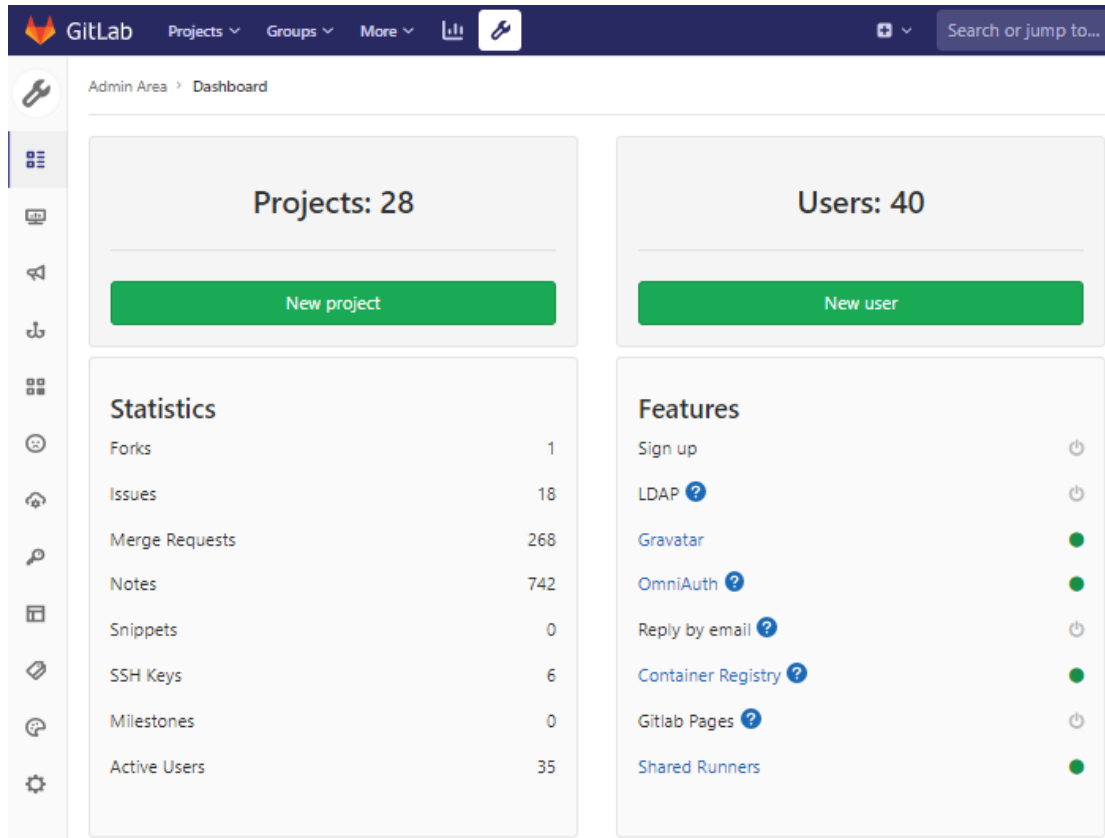 GitLab Projects Groups More Search or jump to...
Admin Area > Dashboard
Projects: 28
New project
Users: 40
New user
Statistics
Forks 1
Issues 18
Merge Requests 268
Notes 742
Snippets 0
SSH Keys 6
Milestones 0
Active Users 35
Features
Sign up
LDAP ?
Gravatar
OmniAuth ?
Reply by email ?
Container Registry ?
Gitlab Pages ?
Shared Runners